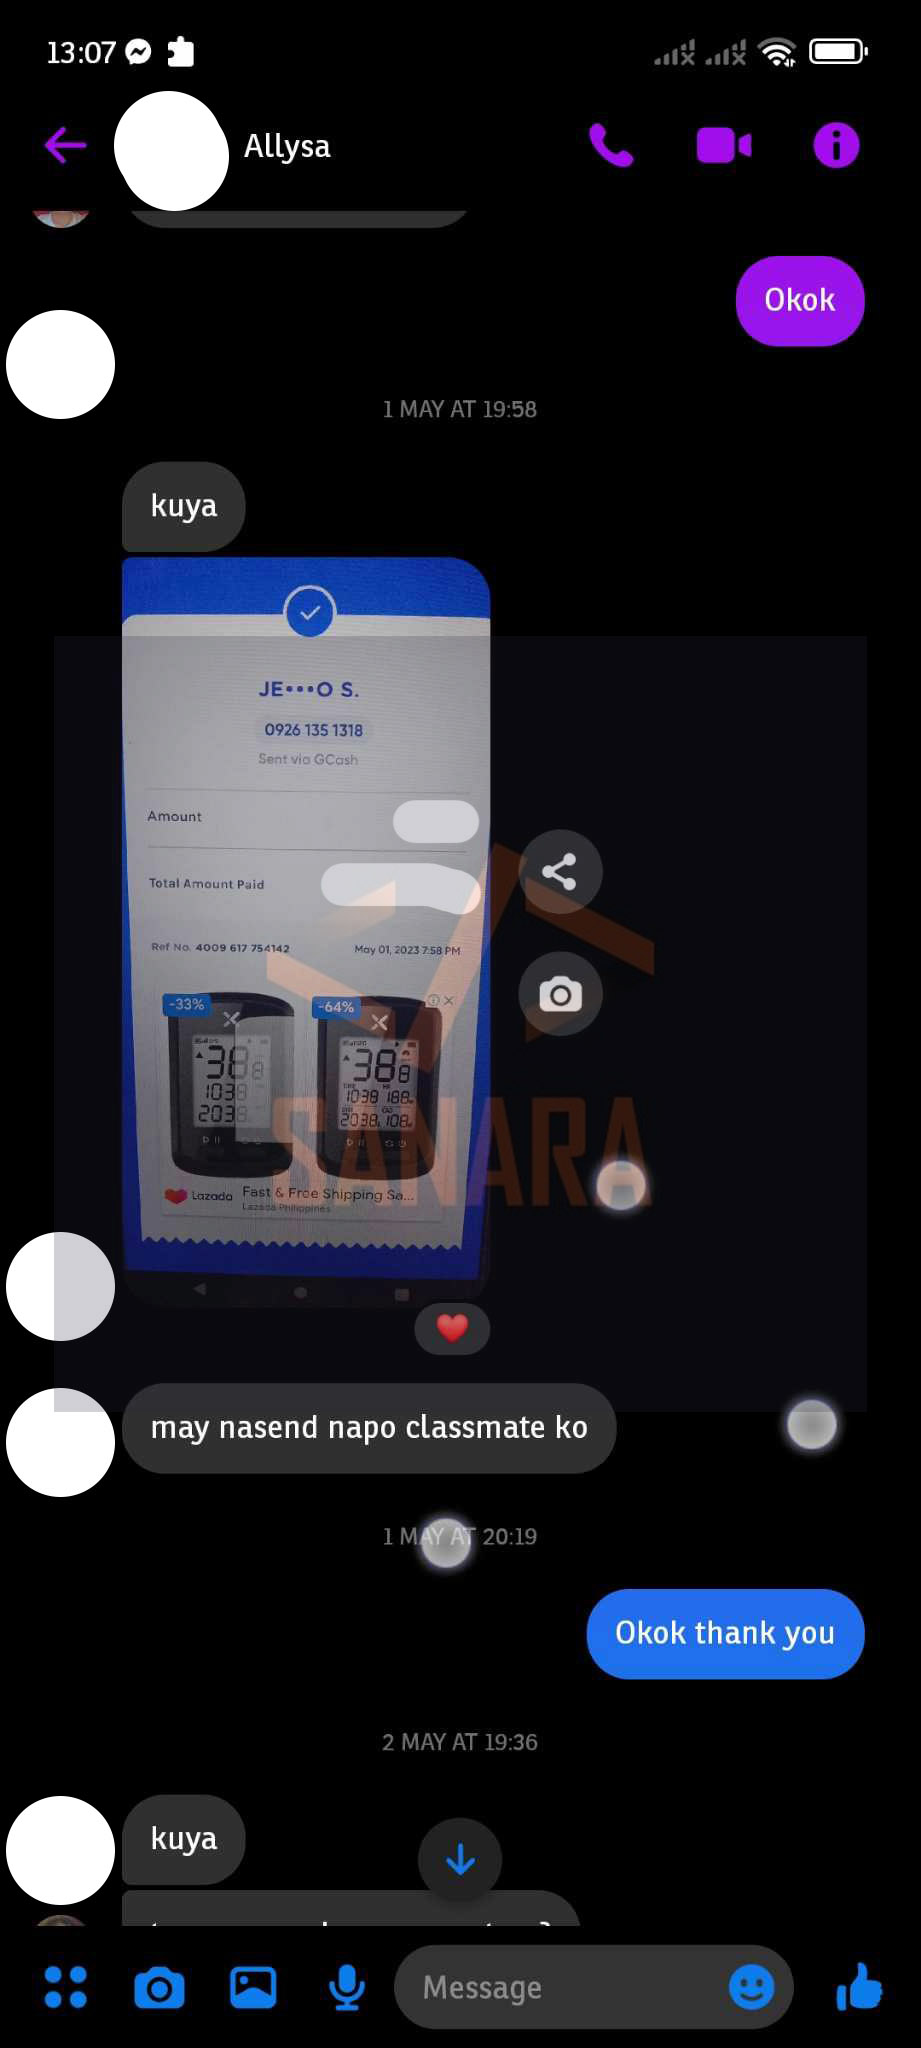 13:07
Allysa
Okok
1 MAY AT 19:58
kuya
JE•••O S.
0926 135 1318
Sent via GCash
Amount
Total Amount Paid
Ref No. 4009 617 754142 May 01, 2023 7:58 PM
-33% -64%
388 388
1038 1038 188
2038 2038 108
SANARA
Lazada Fast & Free Shipping Sa...
Lazada Philippines
may nasend napo classmate ko
1 MAY AT 20:19
Okok thank you
2 MAY AT 19:36
kuya
Message